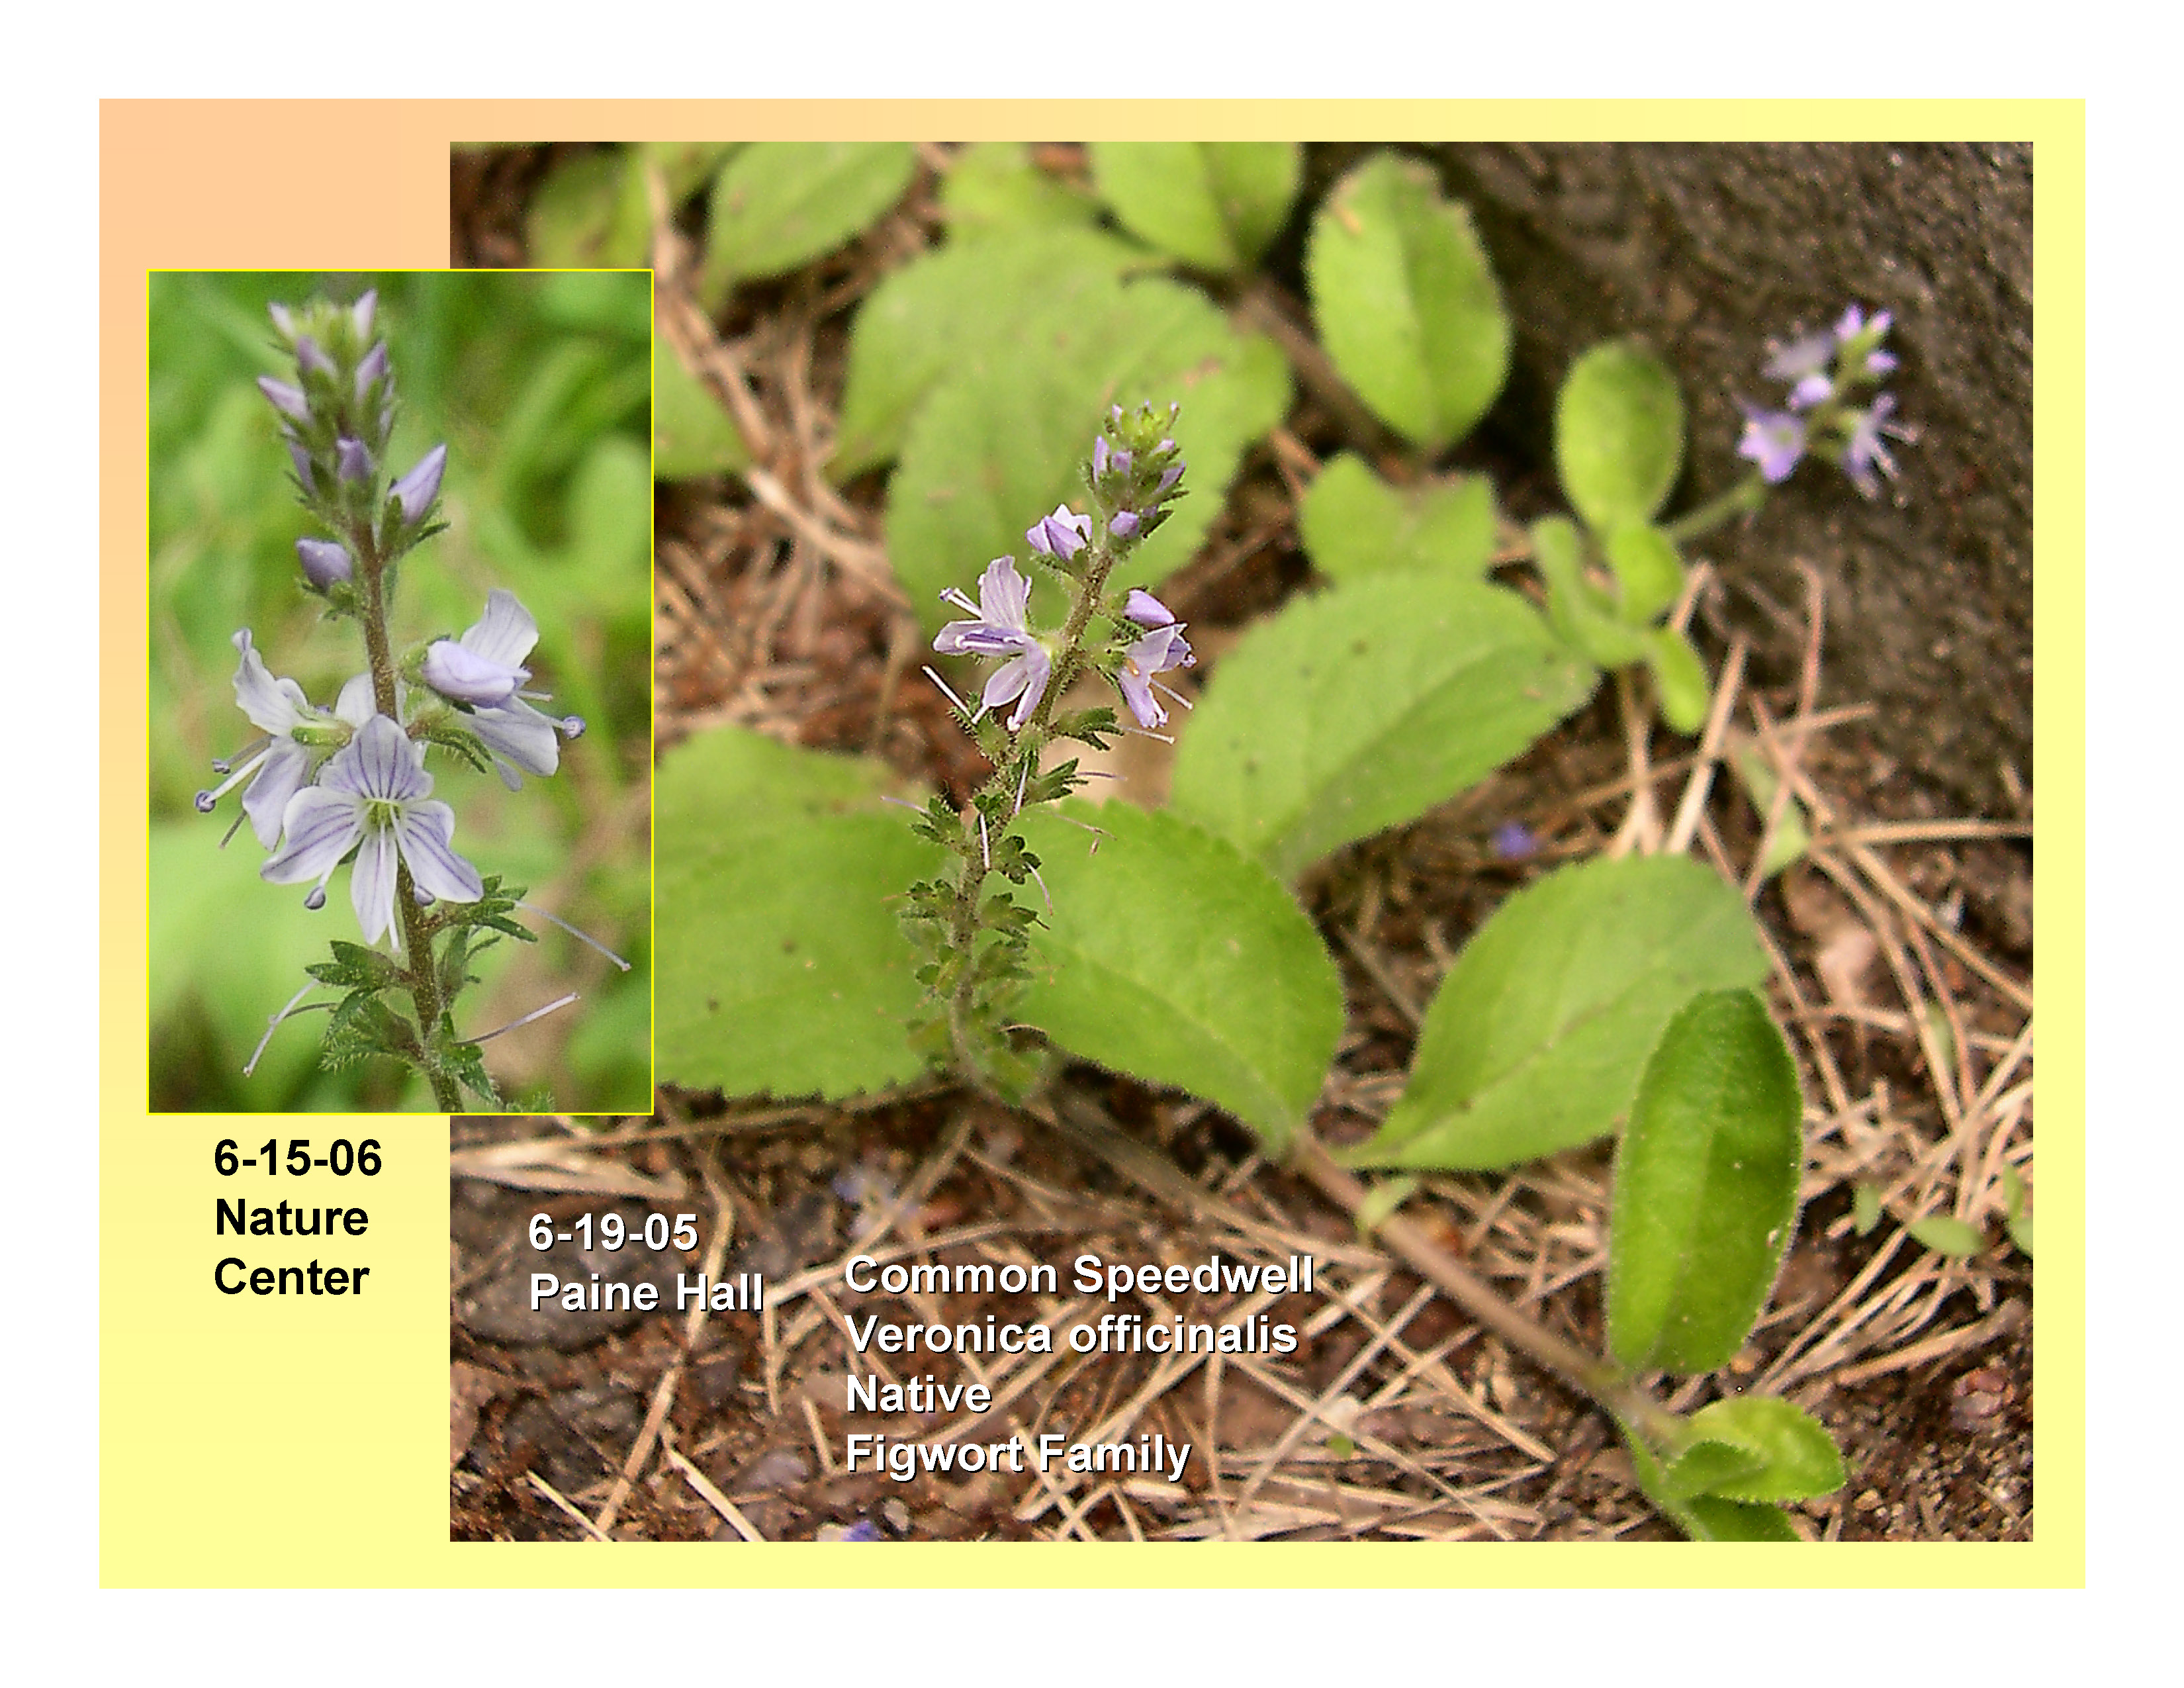 6-15-06
Nature
Center
6-19-05
Paine Hall
Common Speedwell
Veronica officinalis
Native
Figwort Family